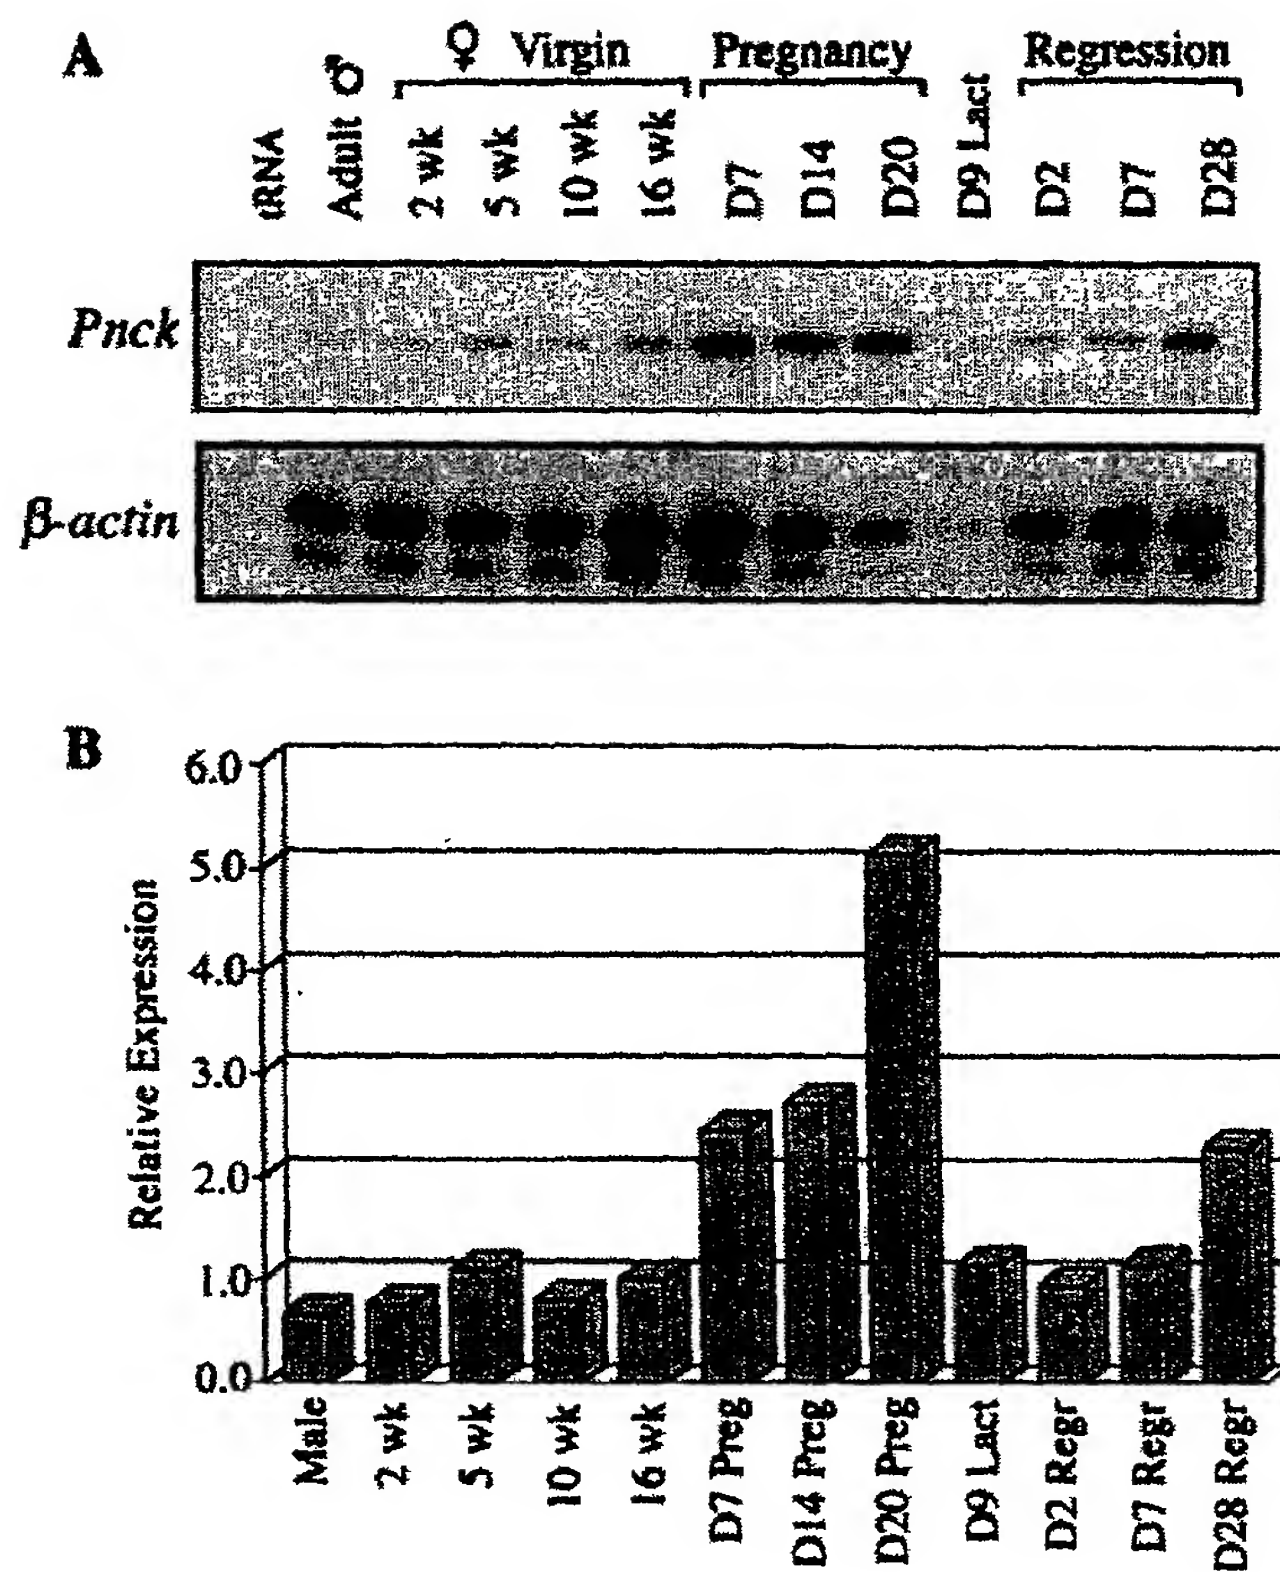 A
♀ Virgin Pregnancy Regression
tRNA
Adult ♂
2 wk
5 wk
10 wk
16 wk
D7
D14
D20
D9 Lact
D2
D7
D28
Pnck
β-actin
B
Relative Expression
6.0
5.0
4.0
3.0
2.0
1.0
0.0
Male
2 wk
5 wk
10 wk
16 wk
D7 Preg
D14 Preg
D20 Preg
D9 Lact
D2 Regr
D7 Regr
D28 Regr